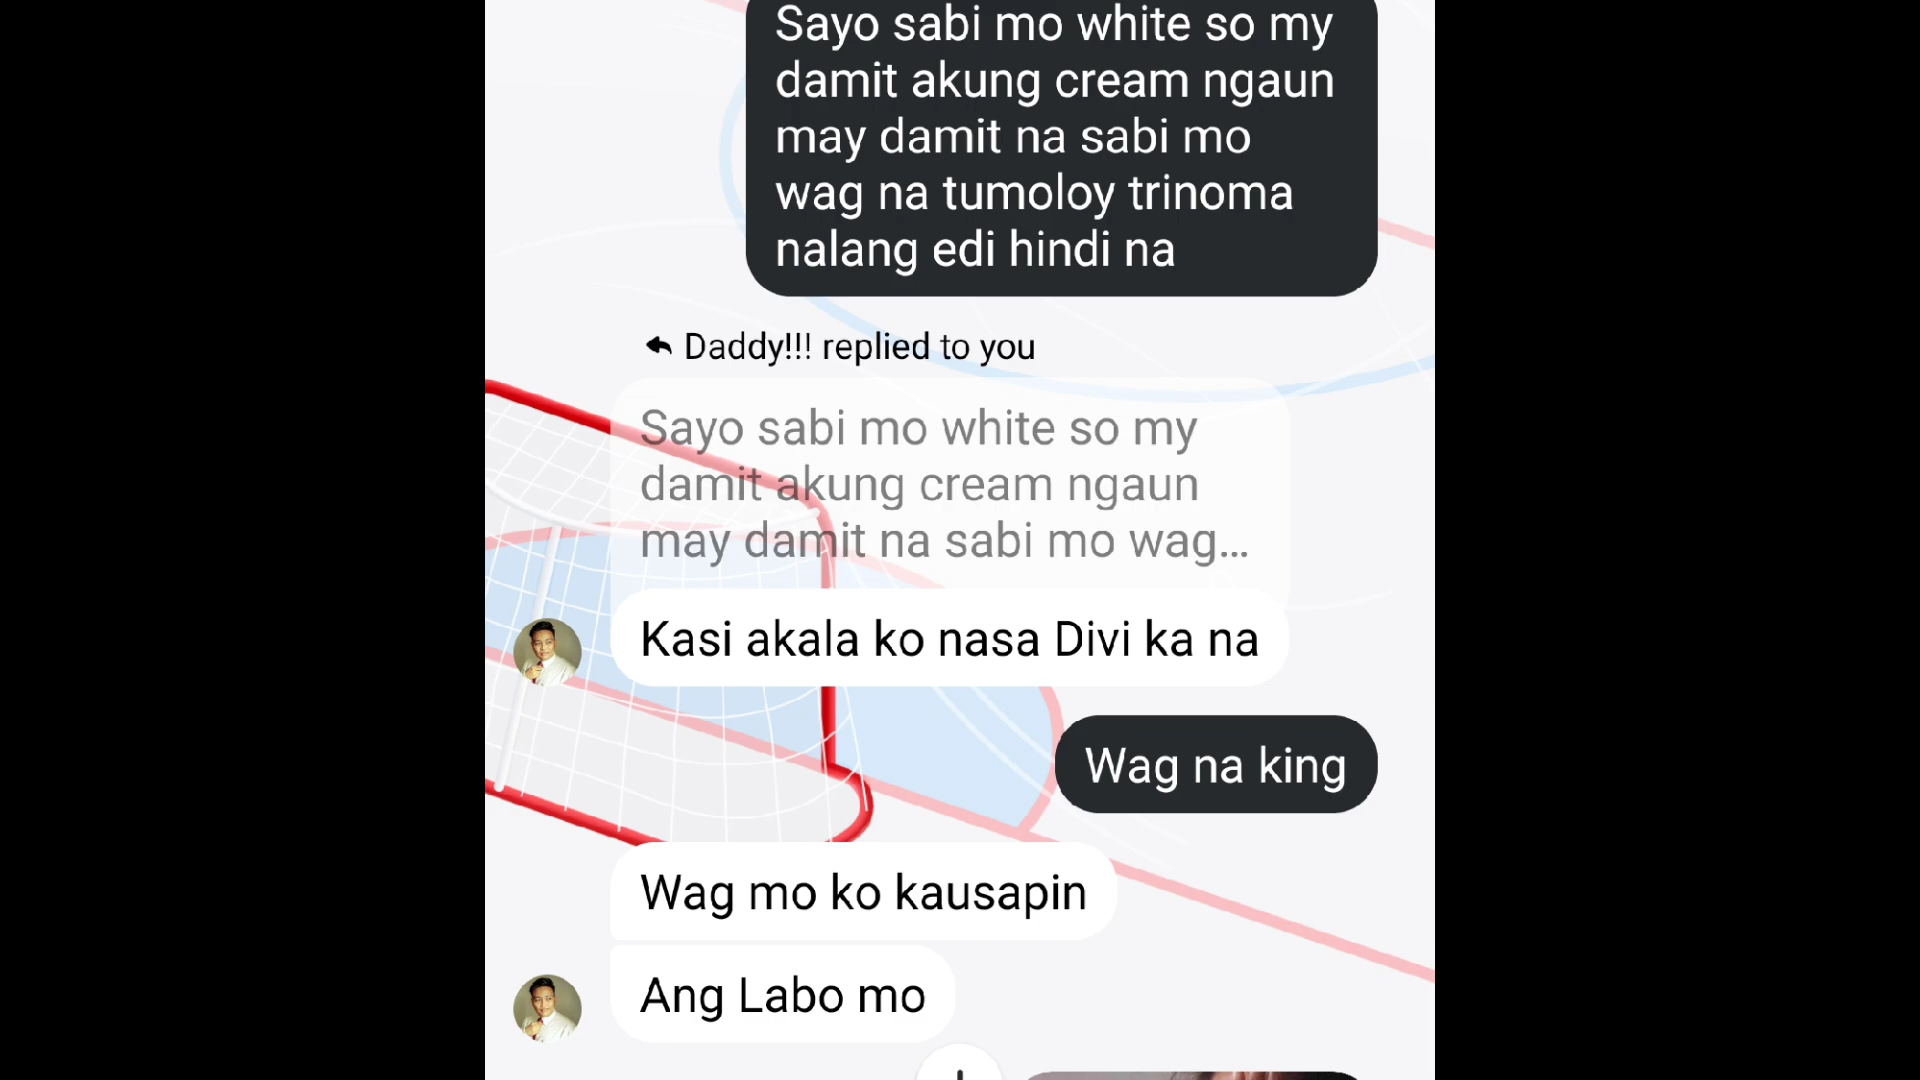 Sayo sabi mo white so my
damit akung cream ngaun
may damit na sabi mo
wag na tumoloy trinoma
nalang edi hindi na
Daddy!!! replied to you
Sayo sabi mo white so my
damit akung cream ngaun
may damit na sabi mo wag...
Kasi akala ko nasa Divi ka na
Wag na king
Wag mo ko kausapin
Ang Labo mo